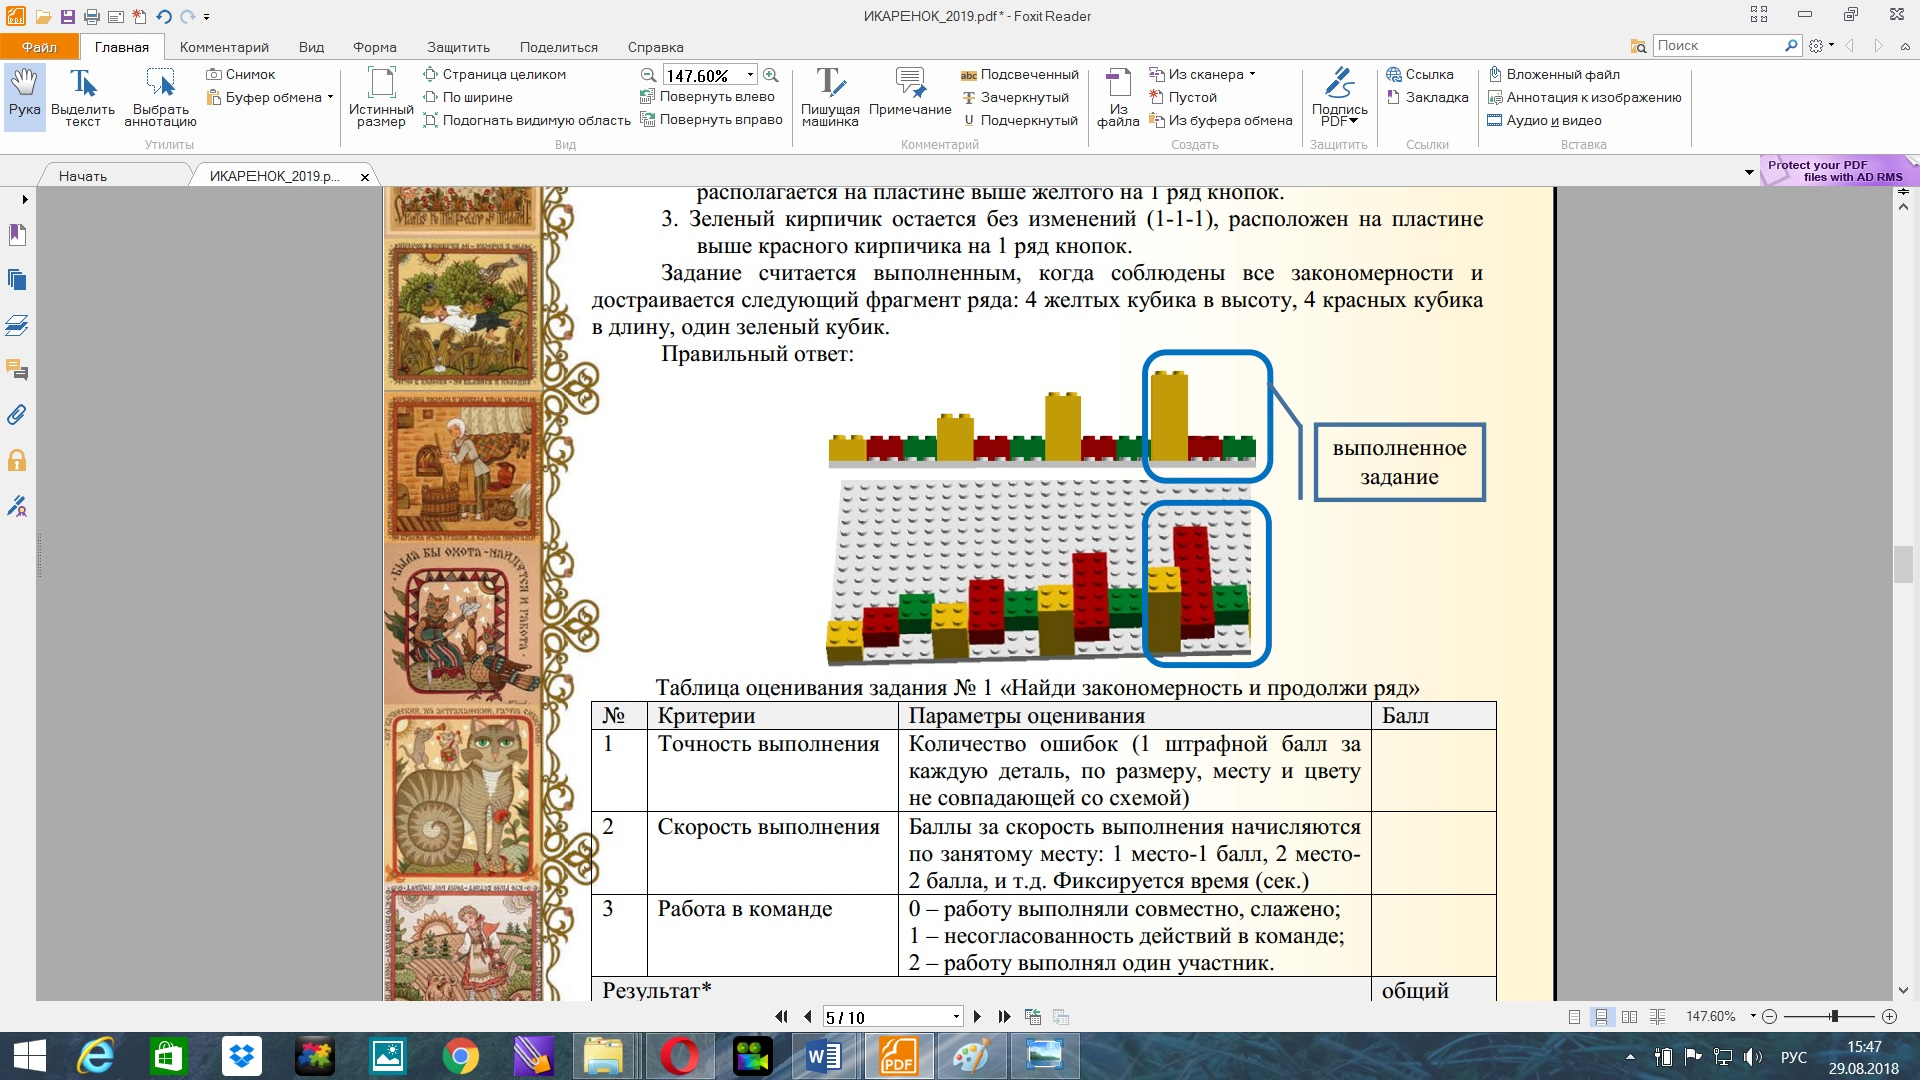 ИКАРЕНОК_2019.pdf * - Foxit Reader
Файл Главная Комментарий Вид Форма Защитить Поделиться Справка Поиск
Рука
Выделить текст
Выбрать аннотацию
Снимок
Буфер обмена
Утилиты
Истинный размер
Страница целиком
По ширине
Подогнать видимую область
147.60%
Повернуть влево
Повернуть вправо
Вид
Пишущая машинка
Примечание
abc Подсвеченный
Зачеркнутый
U Подчеркнутый
Комментарий
Из файла
Из сканера
Пустой
Из буфера обмена
Создать
Подпись PDF
Защитить
Ссылка
Закладка
Ссылки
Вложенный файл
Аннотация к изображению
Аудио и видео
Вставка
Начать ИКАРЕНОК_2019.p... x
Protect your PDF
files with AD RMS
располагается на пластине выше желтого на 1 ряд кнопок.
3. Зеленый кирпичик остается без изменений (1-1-1), расположен на пластине
выше красного кирпичика на 1 ряд кнопок.
Задание считается выполненным, когда соблюдены все закономерности и
достраивается следующий фрагмент ряда: 4 желтых кубика в высоту, 4 красных кубика
в длину, один зеленый кубик.
Правильный ответ:
выполненное
задание
БЫЛА БЫ ОХОТА-НАЙДЕТСЯ И РАБОТА
Таблица оценивания задания № 1 «Найди закономерность и продолжи ряд»
№ Критерии Параметры оценивания Балл
1 Точность выполнения Количество ошибок (1 штрафной балл за
каждую деталь, по размеру, месту и цвету
не совпадающей со схемой)
2 Скорость выполнения Баллы за скорость выполнения начисляются
по занятому месту: 1 место-1 балл, 2 место-
2 балла, и т.д. Фиксируется время (сек.)
3 Работа в команде 0 – работу выполняли совместно, слажено;
1 – несогласованность действий в команде;
2 – работу выполнял один участник.
Результат* общий
5 / 10
147.60%
РУС
15:47
29.08.2018